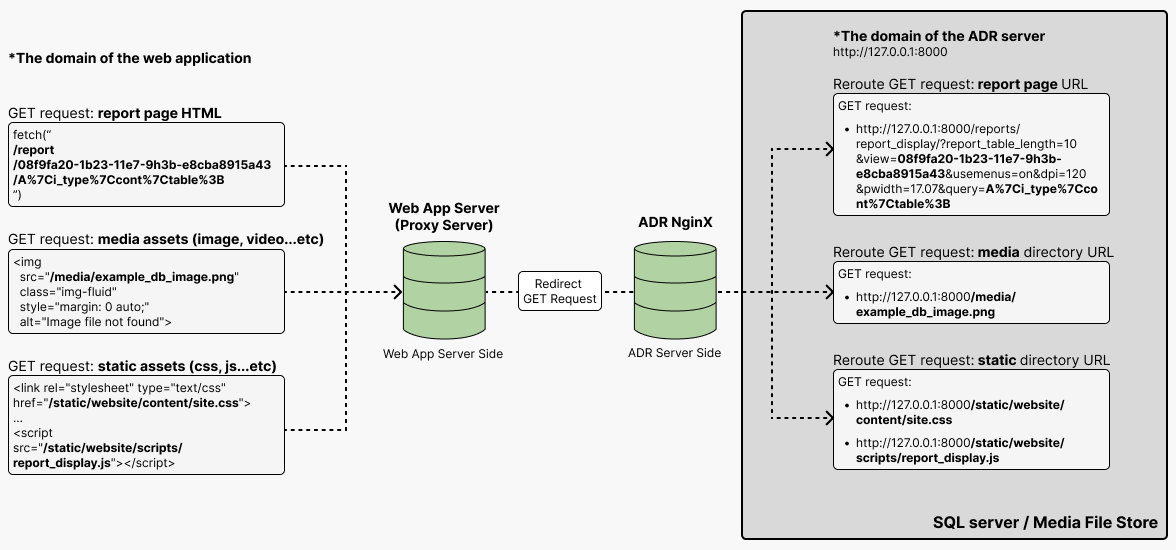 *The domain of the web application
GET request: report page HTML
fetch(“
/report
/08f9fa20-1b23-11e7-9h3b-e8cba8915a43
/A%7Ci_type%7Ccont%7Ctable%3B
”)
GET request: media assets (image, video...etc)
<img
src="/media/example_db_image.png"
class="img-fluid"
style="margin: 0 auto;"
alt="Image file not found">
GET request: static assets (css, js...etc)
<link rel="stylesheet" type="text/css"
href="/static/website/content/site.css">
...
<script
src="/static/website/scripts/
report_display.js"></script>
Web App Server
(Proxy Server)
Web App Server Side
Redirect
GET Request
ADR NginX
ADR Server Side
*The domain of the ADR server
http://127.0.0.1:8000
Reroute GET request: report page URL
GET request:
• http://127.0.0.1:8000/reports/
report_display/?report_table_length=10
&view=08f9fa20-1b23-11e7-9h3b-
e8cba8915a43&usemenus=on&dpi=120
&pwidth=17.07&query=A%7Ci_type%7Cco
nt%7Ctable%3B
Reroute GET request: media directory URL
GET request:
• http://127.0.0.1:8000/media/
example_db_image.png
Reroute GET request: static directory URL
GET request:
• http://127.0.0.1:8000/static/website/
content/site.css
• http://127.0.0.1:8000/static/website/
scripts/report_display.js
SQL server / Media File Store